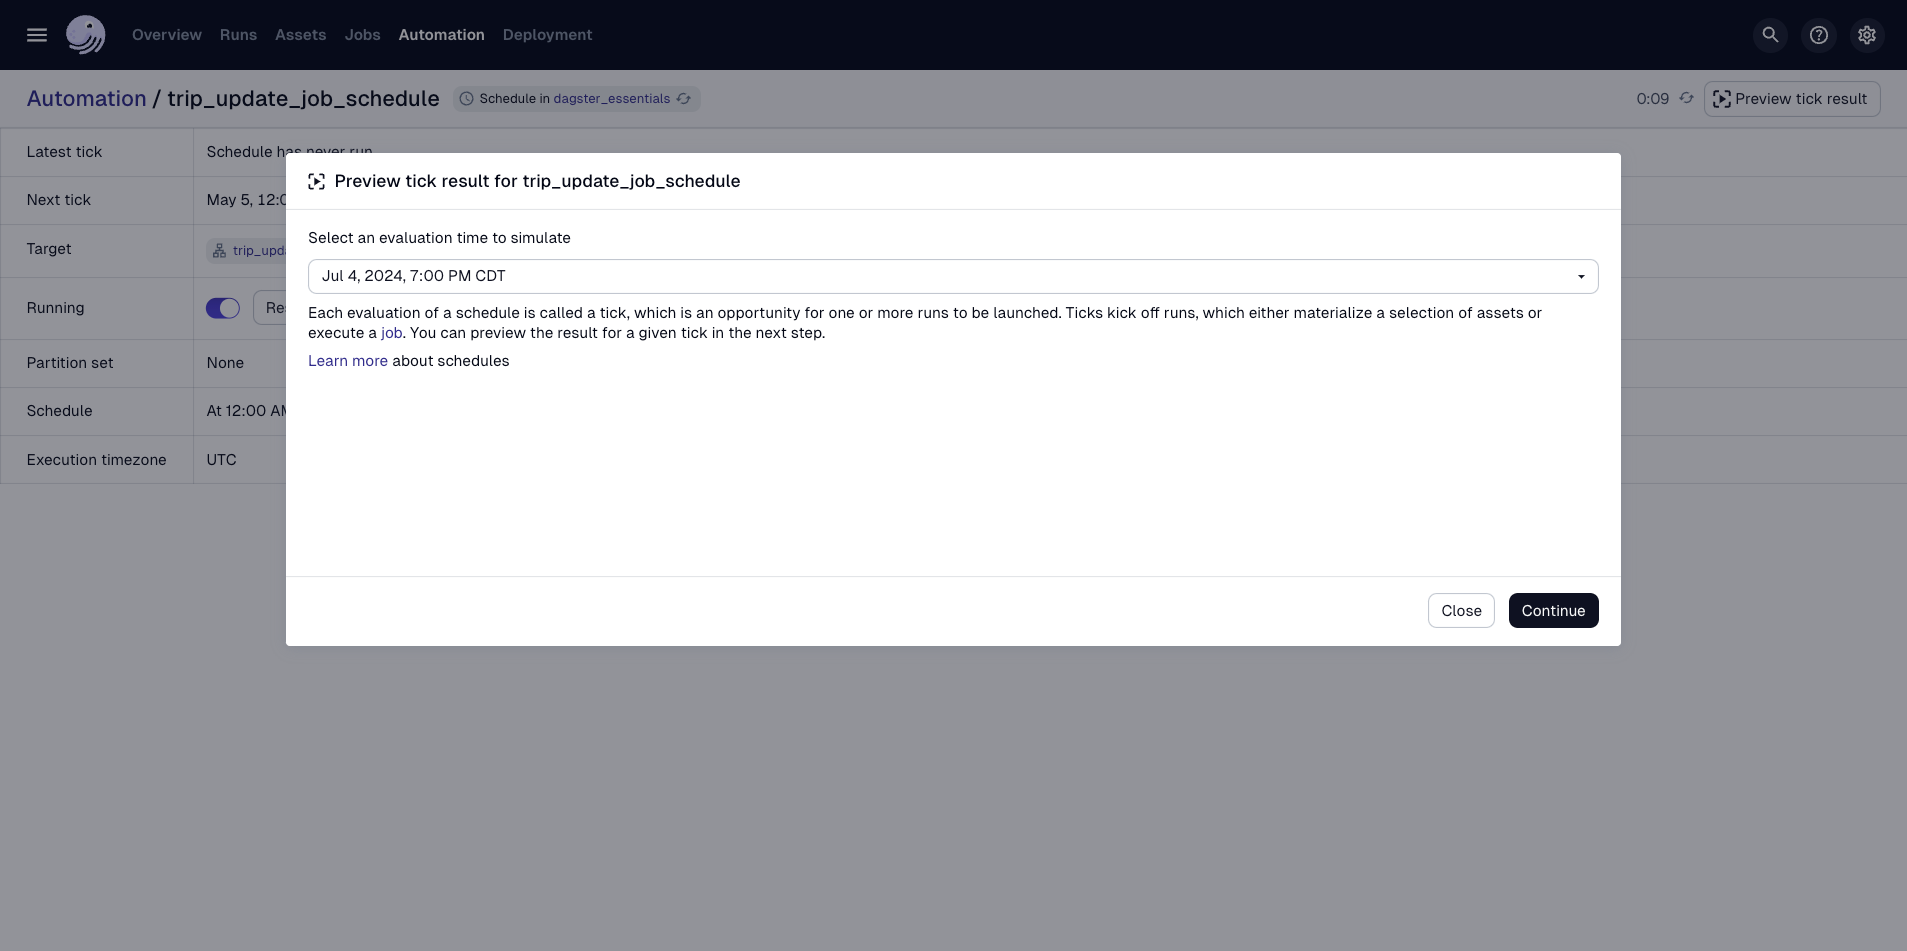 Overview Runs Assets Jobs Automation Deployment
Automation / trip_update_job_schedule Schedule in dagster_essentials 0:09 Preview tick result
Latest tick Schedule has never run
Next tick May 5, 12:0
Target trip_upda
Running Res
Partition set None
Schedule At 12:00 AM
Execution timezone UTC
Preview tick result for trip_update_job_schedule
Select an evaluation time to simulate
Jul 4, 2024, 7:00 PM CDT
Each evaluation of a schedule is called a tick, which is an opportunity for one or more runs to be launched. Ticks kick off runs, which either materialize a selection of assets or
execute a job. You can preview the result for a given tick in the next step.
Learn more about schedules
Close Continue